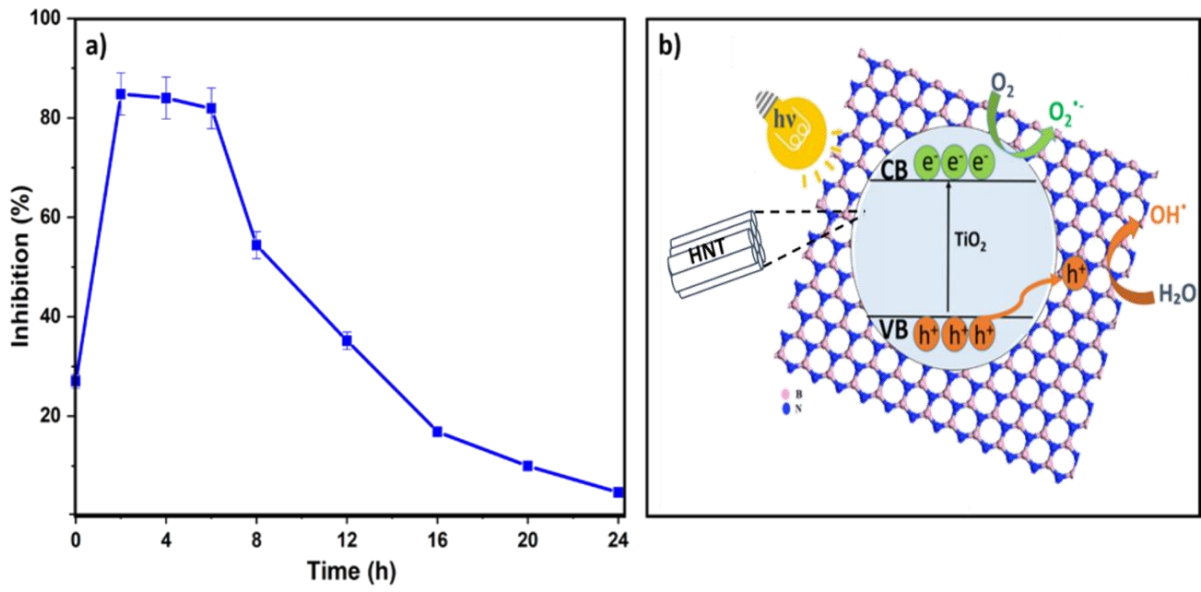 a)
100
80
60
40
20
0
4
8
12
16
20
24
Inhibition (%)
Time (h)
b)
hν
O₂
O₂•-
CB
e⁻ e⁻ e⁻
TiO₂
HNT
OH•
h⁺
H₂O
VB
h⁺ h⁺ h⁺
B
N